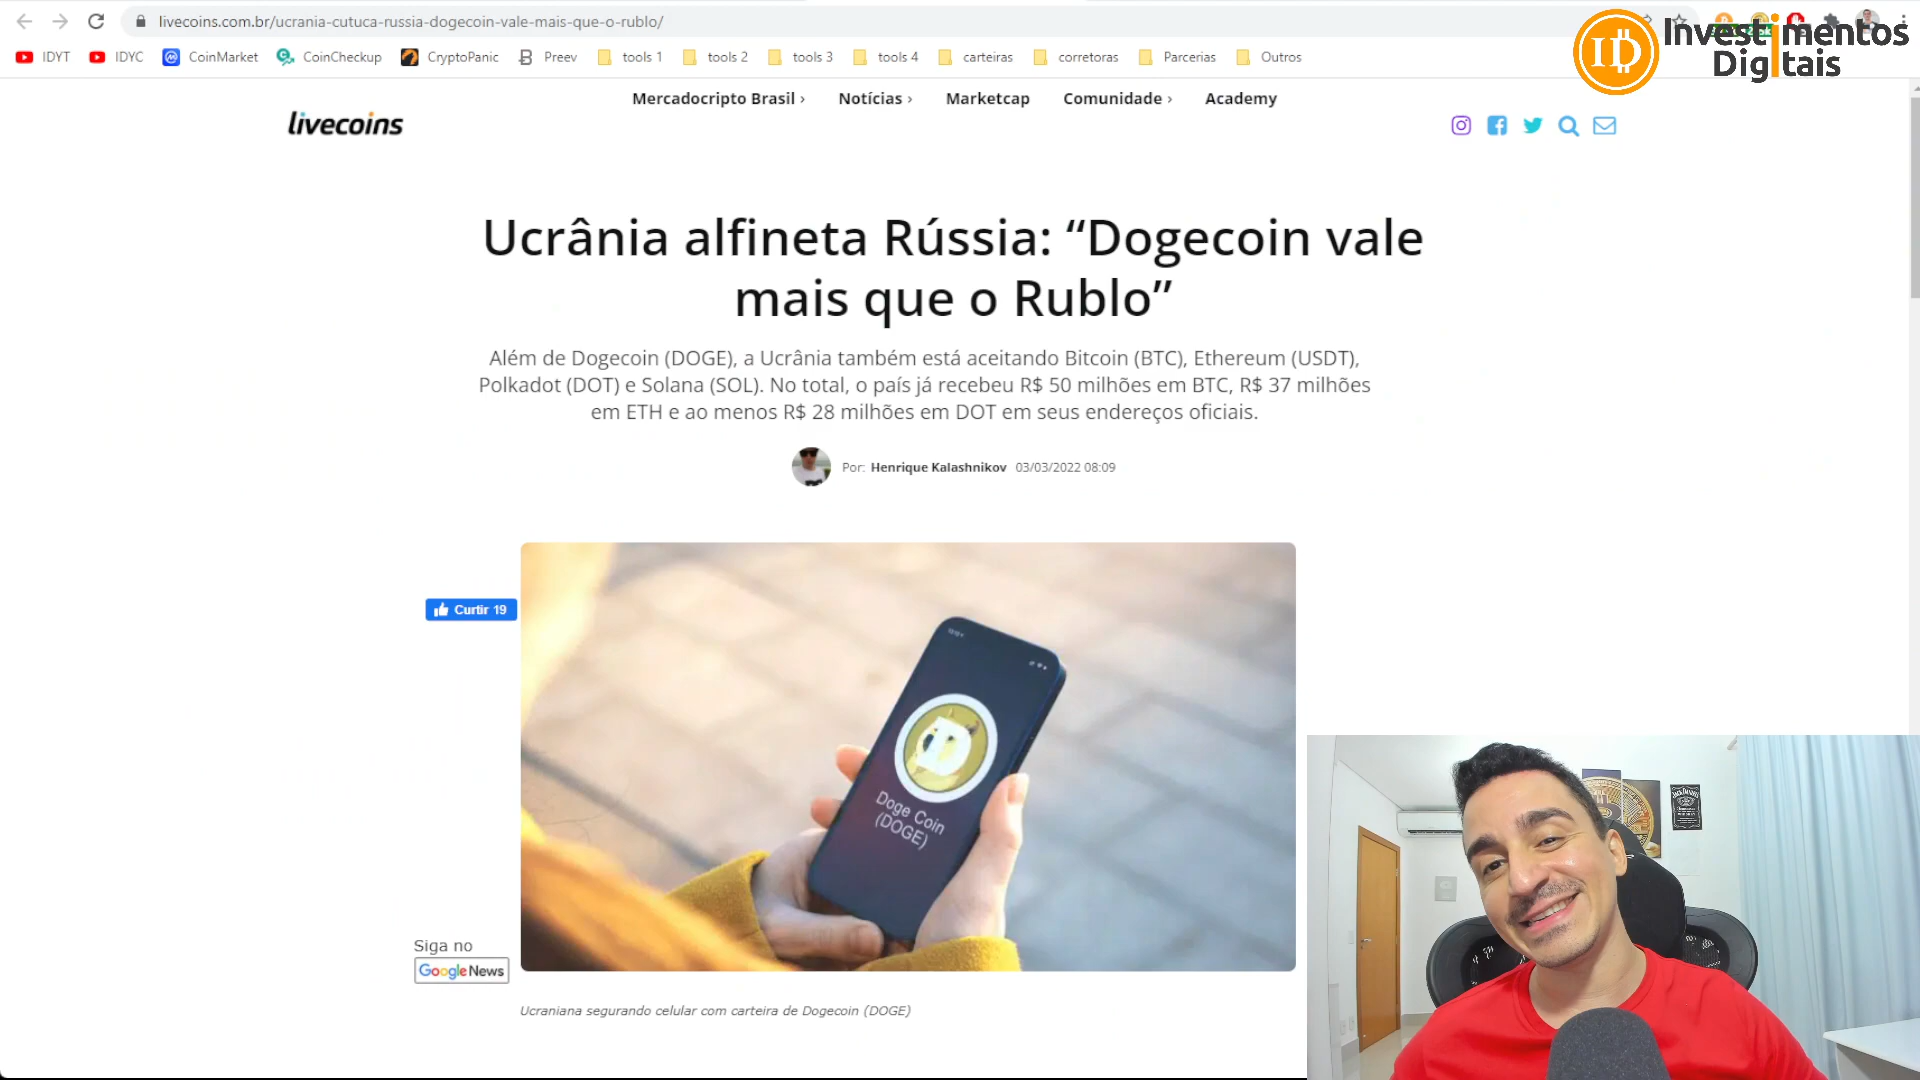 livecoins.com.br/ucrania-cutuca-russia-dogecoin-vale-mais-que-o-rublo/
IDYT IDYC CoinMarket CoinCheckup CryptoPanic Preev tools 1 tools 2 tools 3 tools 4 carteiras corretoras Parcerias Outros
ID Investimentos
Digitais
Mercadocripto Brasil › Notícias › Marketcap Comunidade › Academy
livecoins
Ucrânia alfineta Rússia: “Dogecoin vale
mais que o Rublo”
Além de Dogecoin (DOGE), a Ucrânia também está aceitando Bitcoin (BTC), Ethereum (USDT),
Polkadot (DOT) e Solana (SOL). No total, o país já recebeu R$ 50 milhões em BTC, R$ 37 milhões
em ETH e ao menos R$ 28 milhões em DOT em seus endereços oficiais.
Por: Henrique Kalashnikov 03/03/2022 08:09
Curtir 19
Doge Coin
(DOGE)
Siga no
Google News
Ucraniana segurando celular com carteira de Dogecoin (DOGE)
JACK DANIEL'S